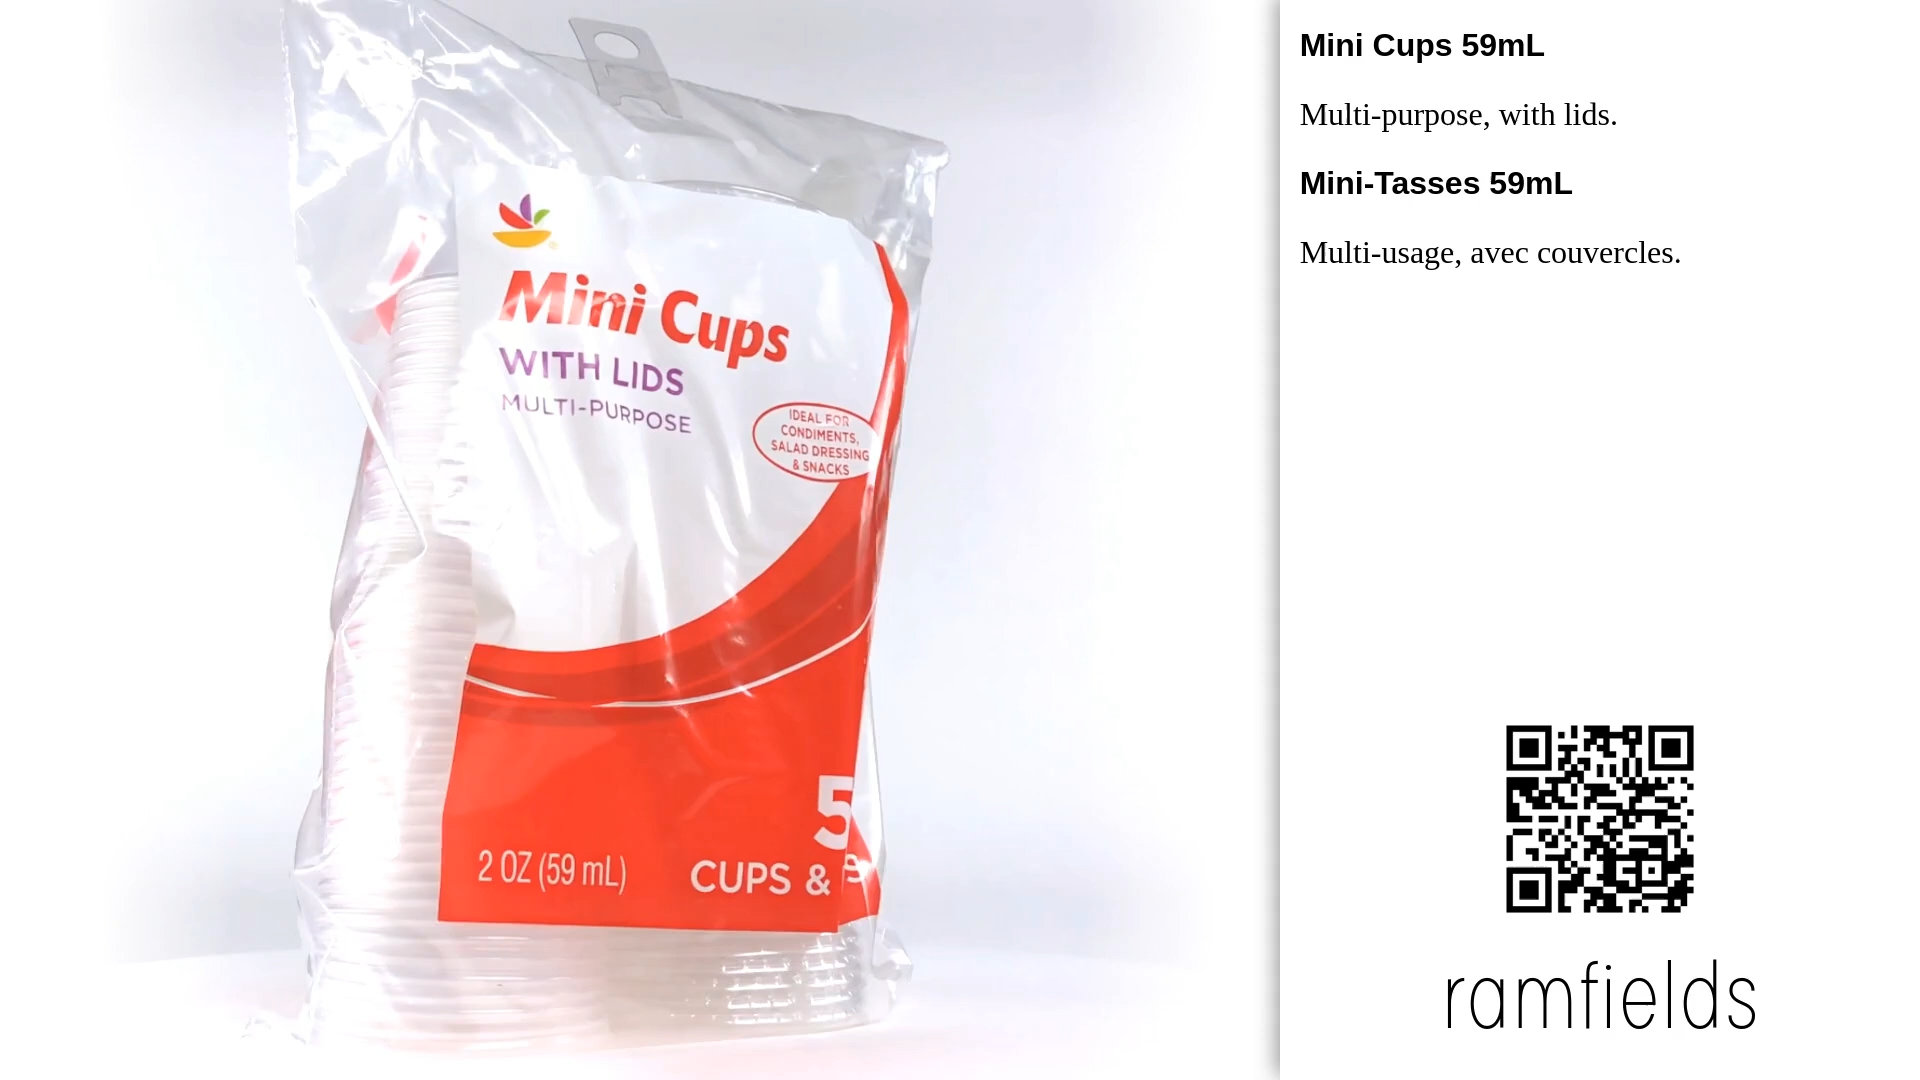 Mini Cups
WITH LIDS
MULTI-PURPOSE
IDEAL FOR
CONDIMENTS,
SALAD DRESSING
& SNACKS
5
2 OZ (59 mL)
CUPS &
Mini Cups 59mL
Multi-purpose, with lids.
Mini-Tasses 59mL
Multi-usage, avec couvercles.
ramfields